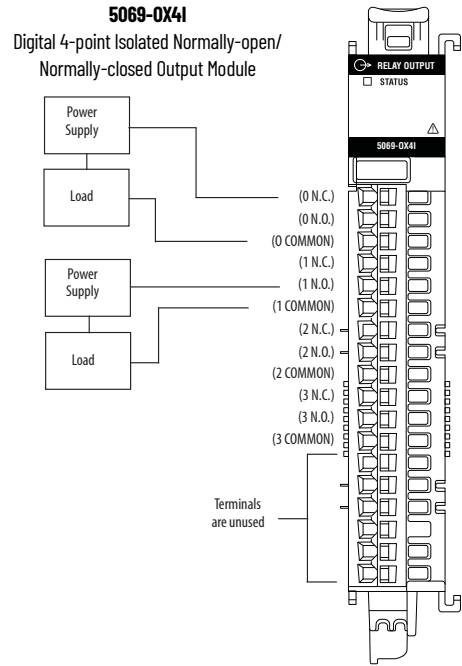 5069-OX4I
Digital 4-point Isolated Normally-open/
Normally-closed Output Module
RELAY OUTPUT
STATUS
5069-OX4I
Power
Supply
Load
Power
Supply
Load
(0 N.C.)
(0 N.O.)
(0 COMMON)
(1 N.C.)
(1 N.O.)
(1 COMMON)
(2 N.C.)
(2 N.O.)
(2 COMMON)
(3 N.C.)
(3 N.O.)
(3 COMMON)
Terminals
are unused